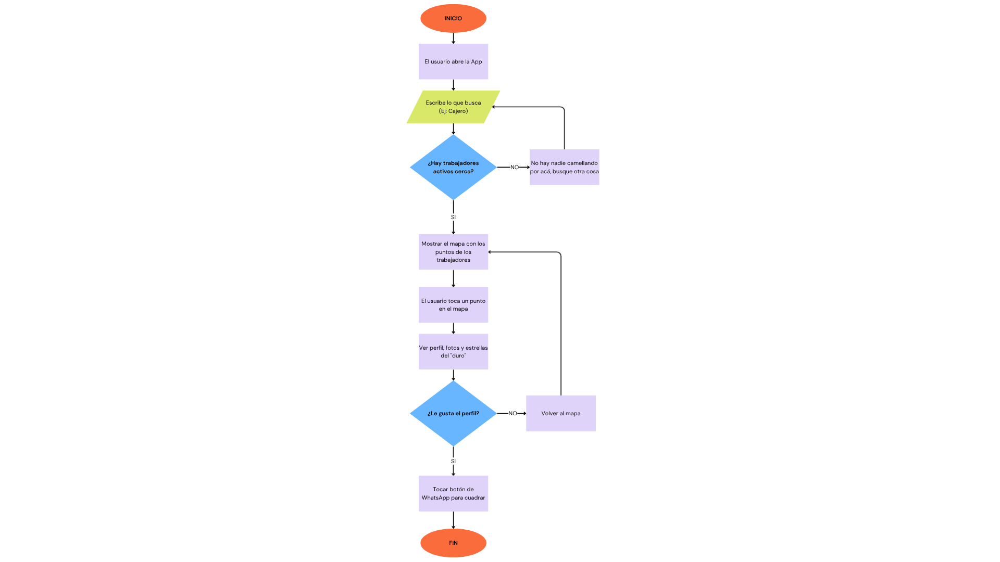 INICIO
El usuario abre la App
Escribe lo que busca
(Ej: Cajero)
¿Hay trabajadores
activos cerca?
NO
No hay nadie camellando
por acá, busque otra cosa
SI
Mostrar el mapa con los
puntos de los
trabajadores
El usuario toca un punto
en el mapa
Ver perfil, fotos y estrellas
del "duro"
¿Le gusta el perfil?
NO
Volver al mapa
SI
Tocar botón de
WhatsApp para cuadrar
FIN